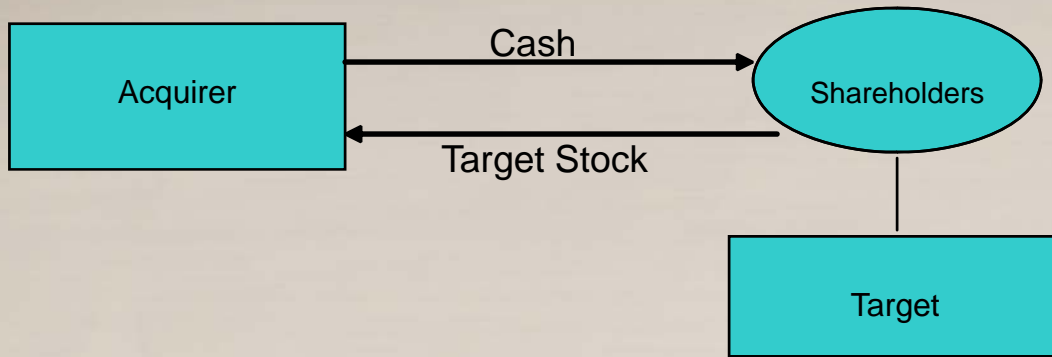 Cash
Acquirer
Shareholders
Target Stock
Target